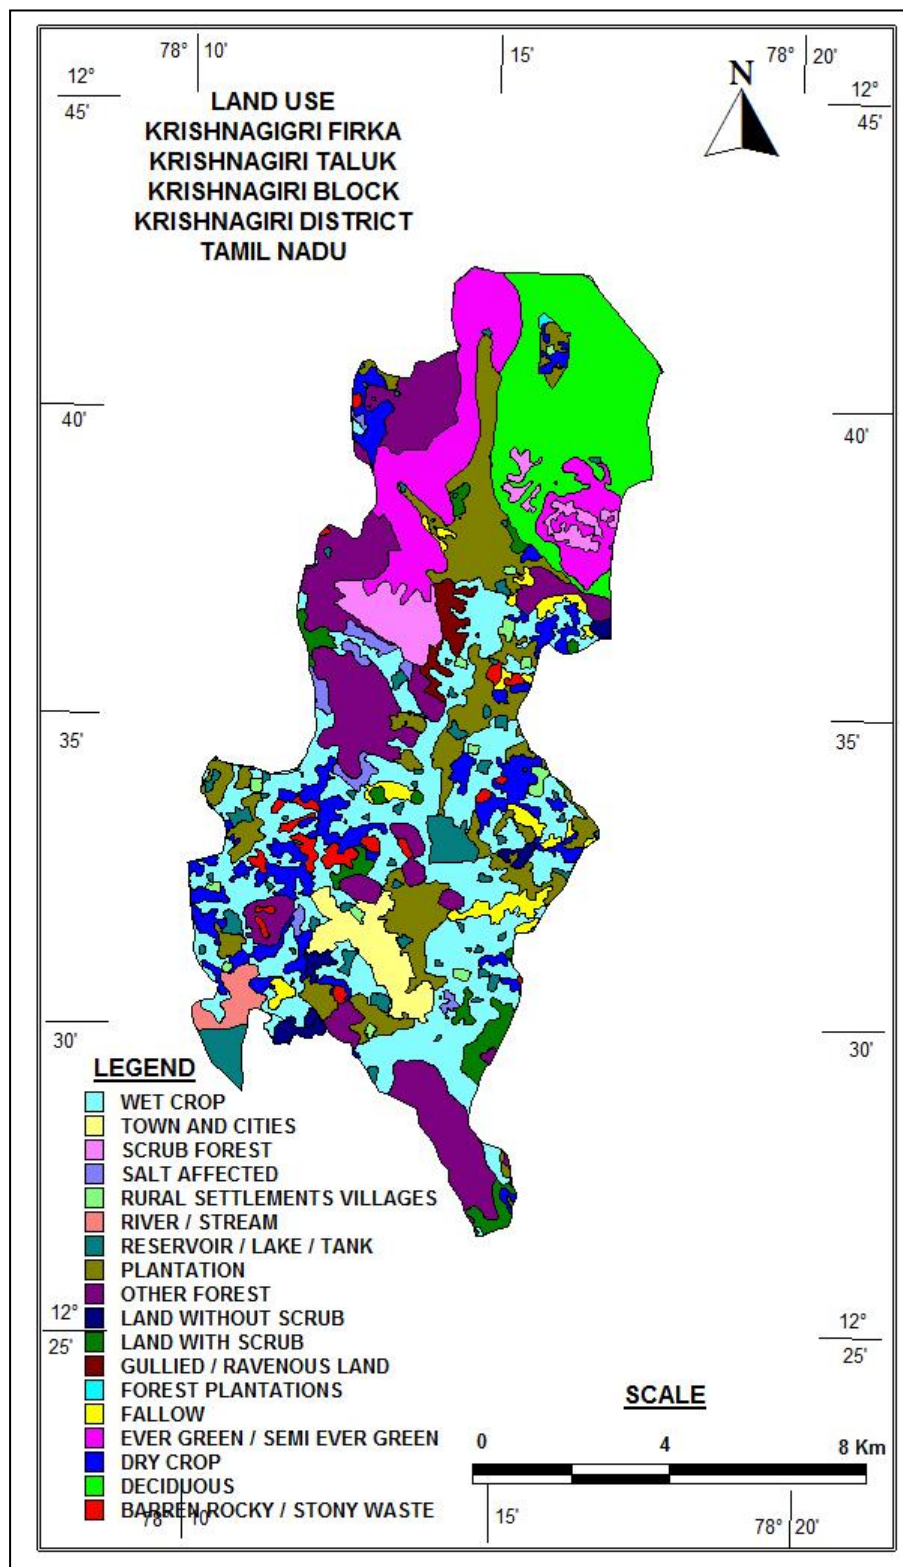 78° 10' 15' 78° 20'
12° 45' N 12° 45'
LAND USE
KRISHNAGIGRI FIRKA
KRISHNAGIRI TALUK
KRISHNAGIRI BLOCK
KRISHNAGIRI DISTRICT
TAMIL NADU
40' 40'
35' 35'
30' 30'
LEGEND
WET CROP
TOWN AND CITIES
SCRUB FOREST
SALT AFFECTED
RURAL SETTLEMENTS VILLAGES
RIVER / STREAM
RESERVOIR / LAKE / TANK
PLANTATION
OTHER FOREST
LAND WITHOUT SCRUB
LAND WITH SCRUB
GULLIED / RAVENOUS LAND
FOREST PLANTATIONS
FALLOW
EVER GREEN / SEMI EVER GREEN
DRY CROP
DECIDUOUS
BARREN ROCKY / STONY WASTE
12° 25' 12° 25'
SCALE
0 4 8 Km
78° 10' 15' 78° 20'